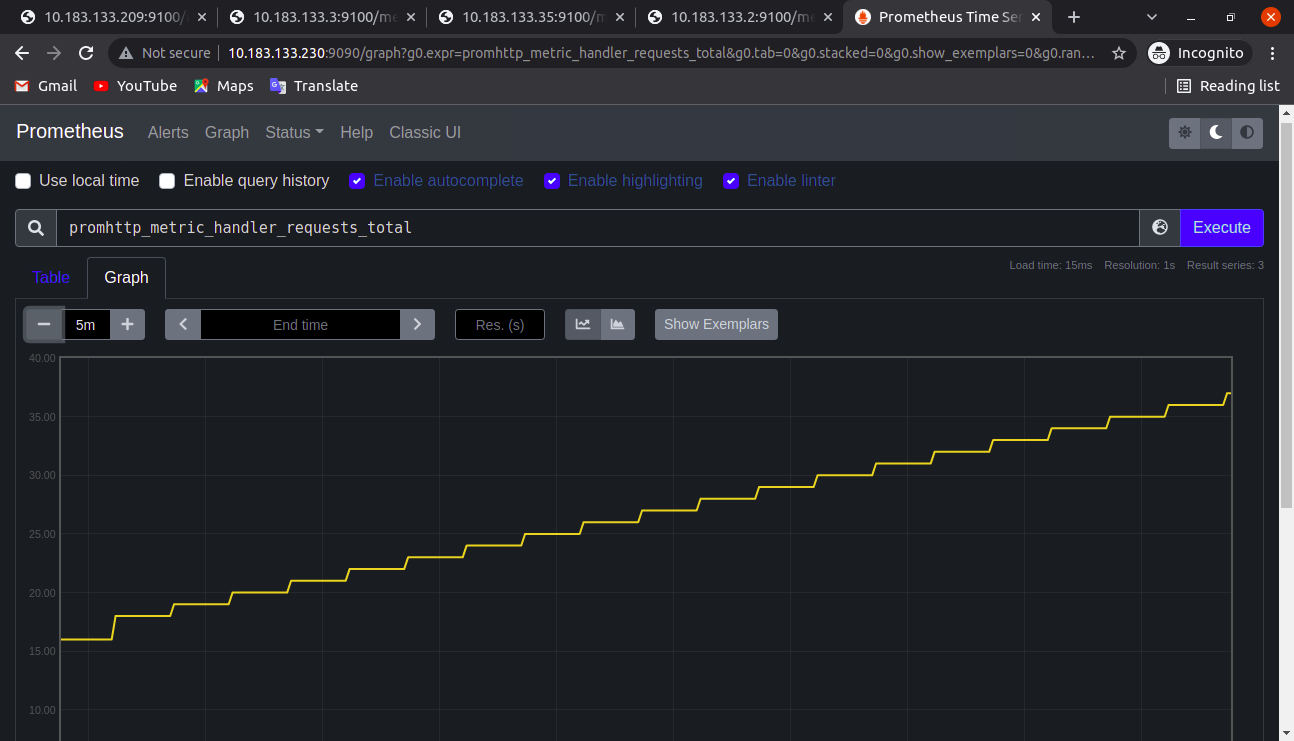 10.183.133.209:9100/ 10.183.133.3:9100/me 10.183.133.35:9100/m 10.183.133.2:9100/me Prometheus Time Se
Not secure 10.183.133.230:9090/graph?g0.expr=promhttp_metric_handler_requests_total&g0.tab=0&g0.stacked=0&g0.show_exemplars=0&g0.ran... Incognito
Gmail YouTube Maps Translate Reading list
Prometheus Alerts Graph Status Help Classic UI
Use local time Enable query history Enable autocomplete Enable highlighting Enable linter
promhttp_metric_handler_requests_total Execute
Table Graph Load time: 15ms Resolution: 1s Result series: 3
5m End time Res. (s) Show Exemplars
40.00
35.00
30.00
25.00
20.00
15.00
10.00